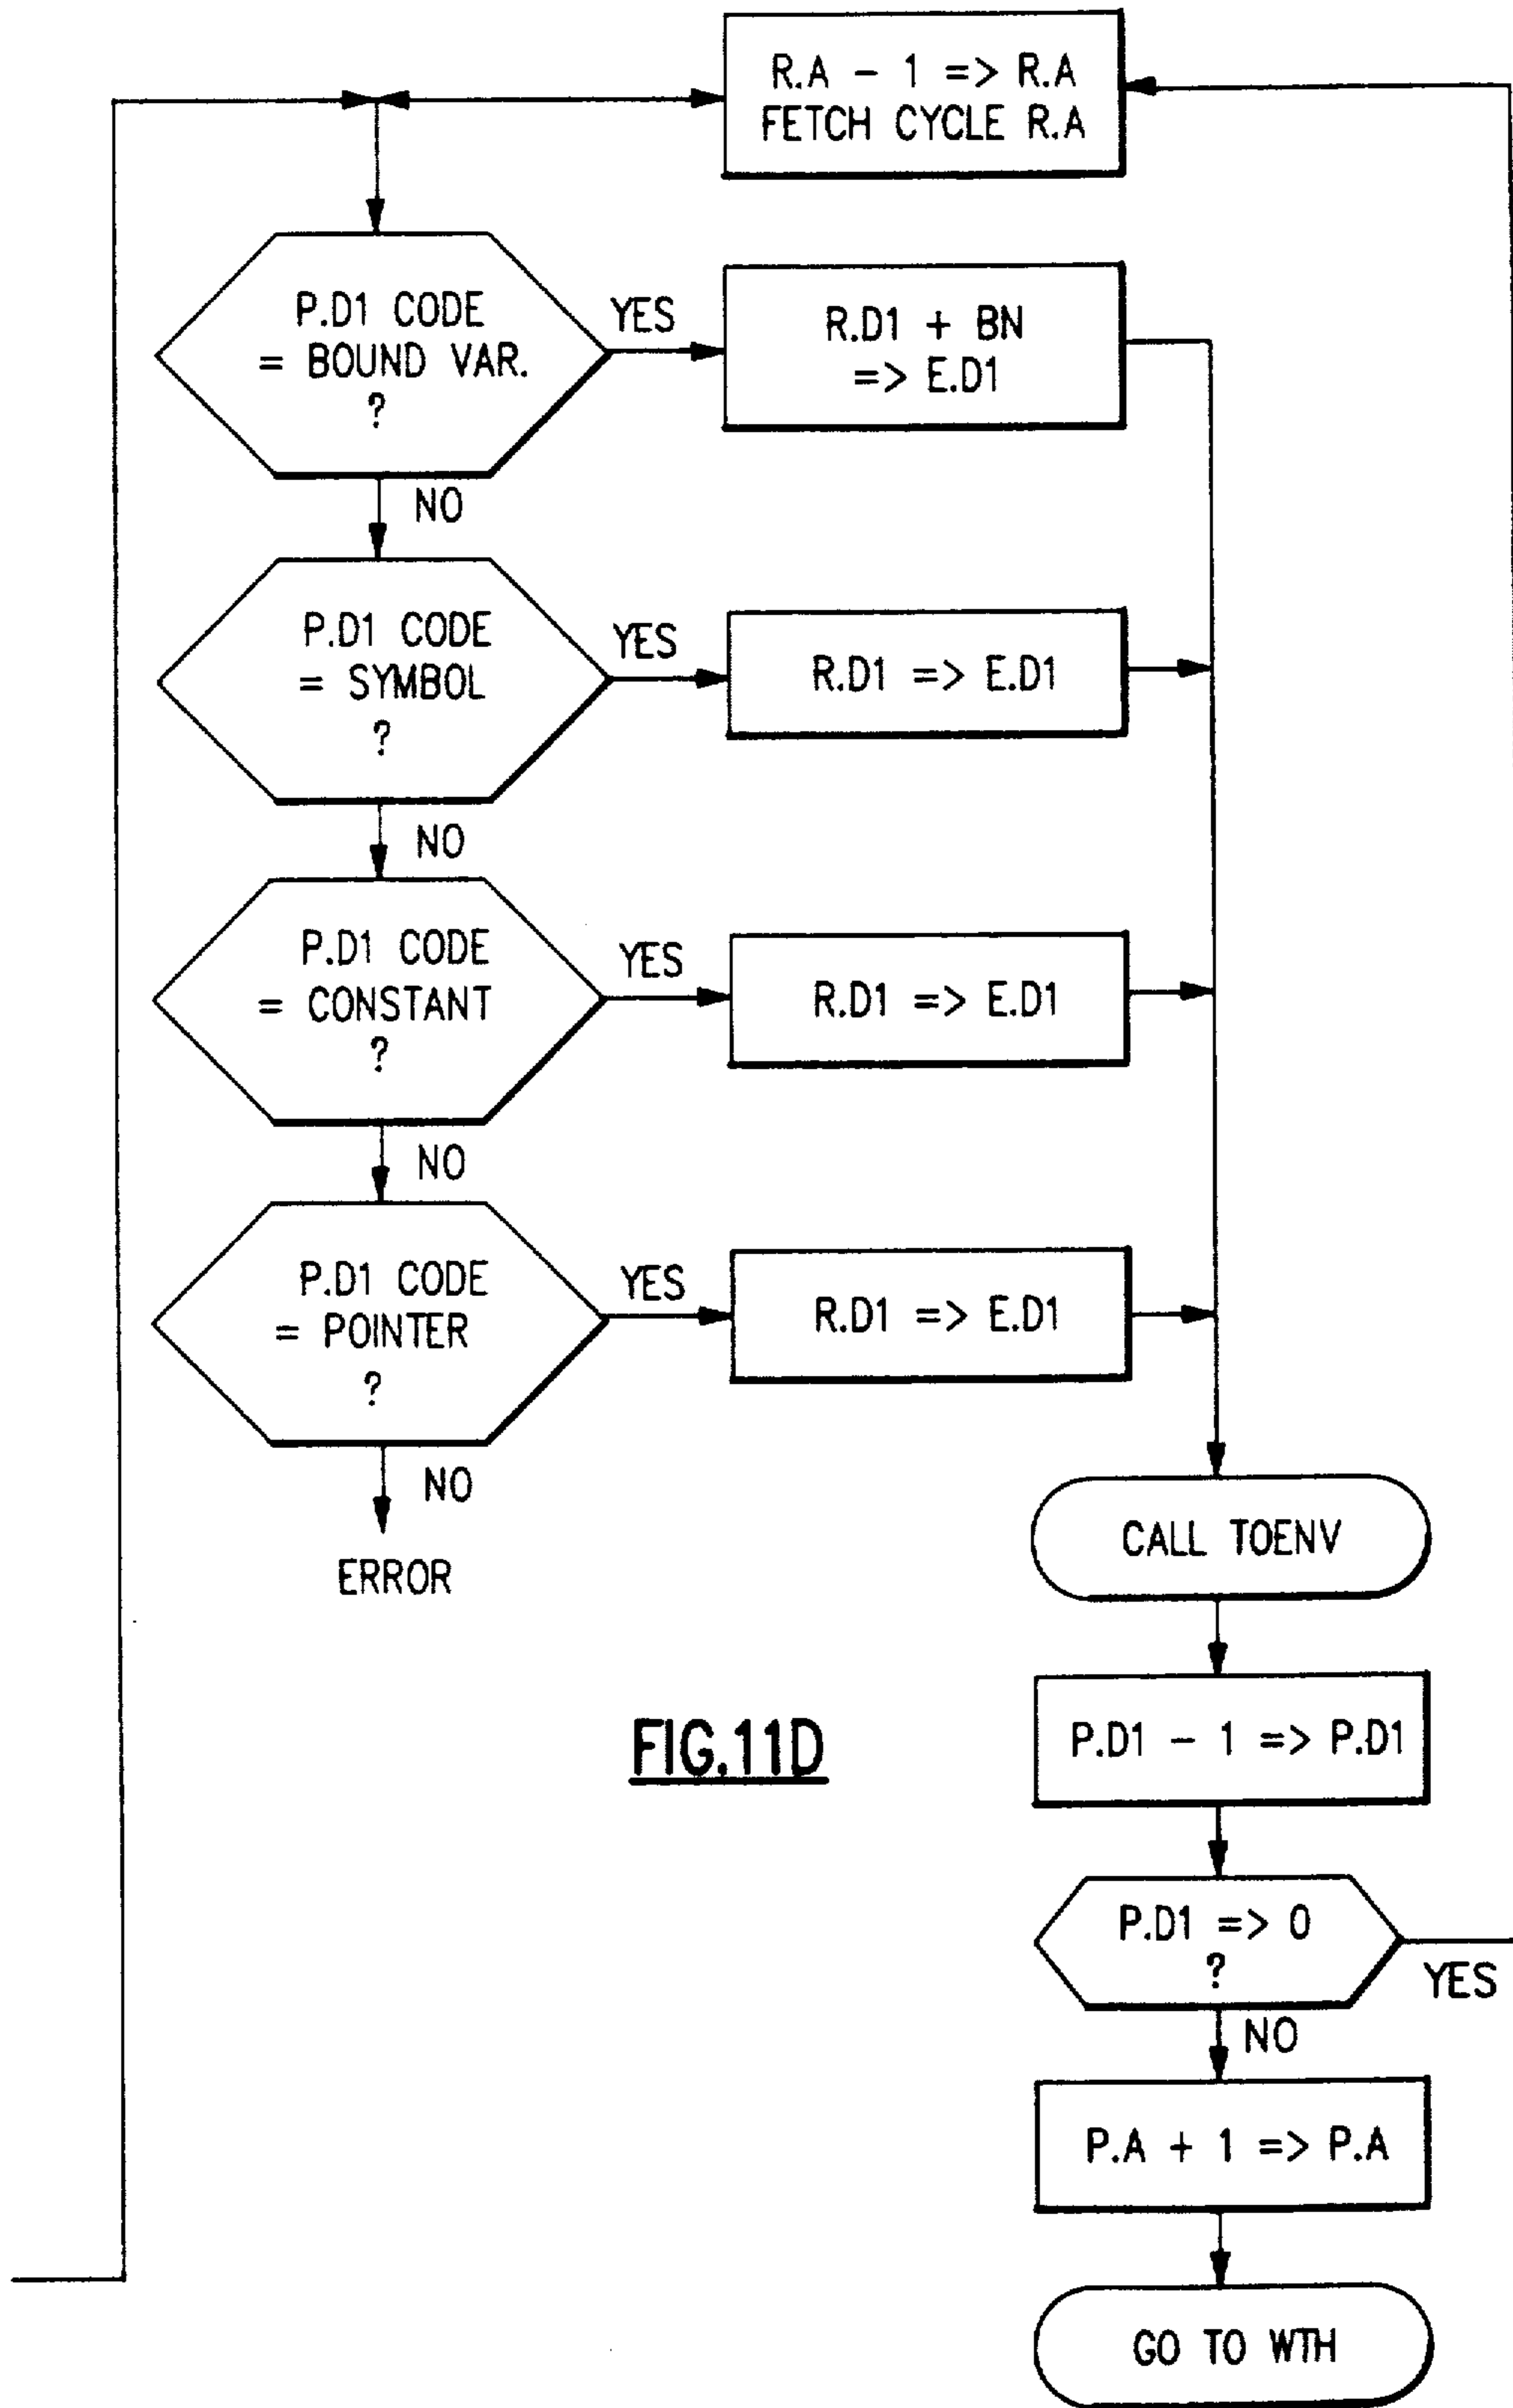 R.A - 1 => R.A
FETCH CYCLE R.A
P.D1 CODE
= BOUND VAR.
?
YES
R.D1 + BN
=> E.D1
NO
P.D1 CODE
= SYMBOL
?
YES
R.D1 => E.D1
NO
P.D1 CODE
= CONSTANT
?
YES
R.D1 => E.D1
NO
P.D1 CODE
= POINTER
?
YES
R.D1 => E.D1
NO
ERROR
CALL TOENV
P.D1 - 1 => P.D1
FIG.11D
P.D1 => 0
?
YES
NO
P.A + 1 => P.A
GO TO WTH